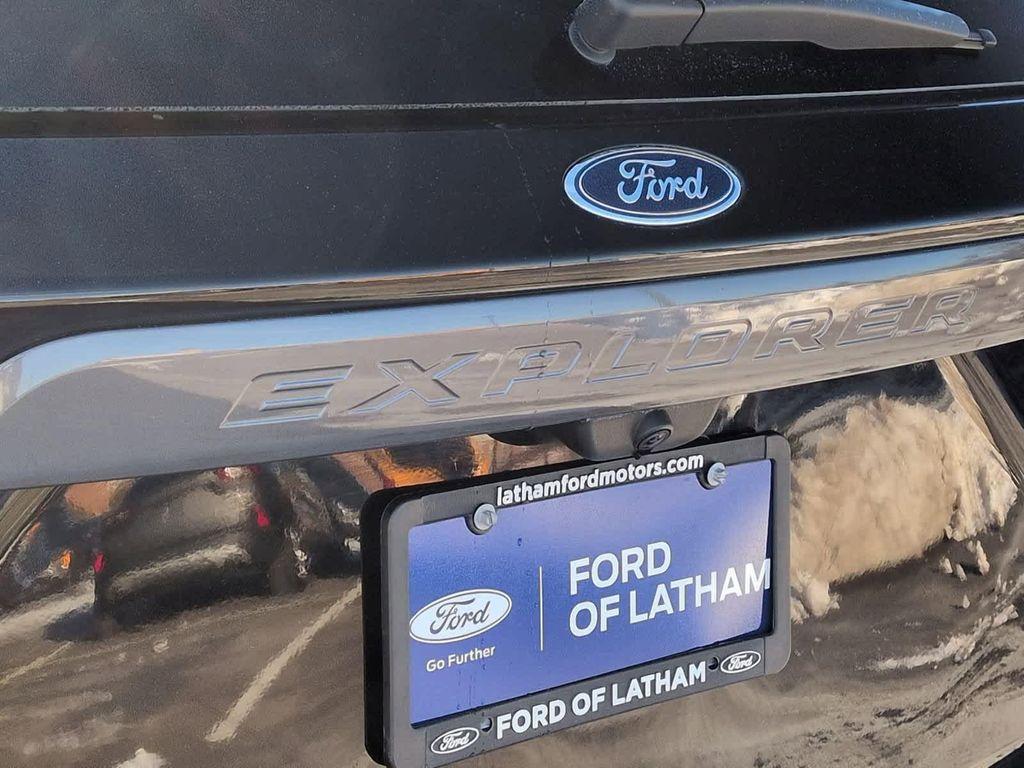 Ford
EXPLORER
lathamfordmotors.com
FORD
OF LATHAM
Ford
Go Further
FORD OF LATHAM
Ford
Ford